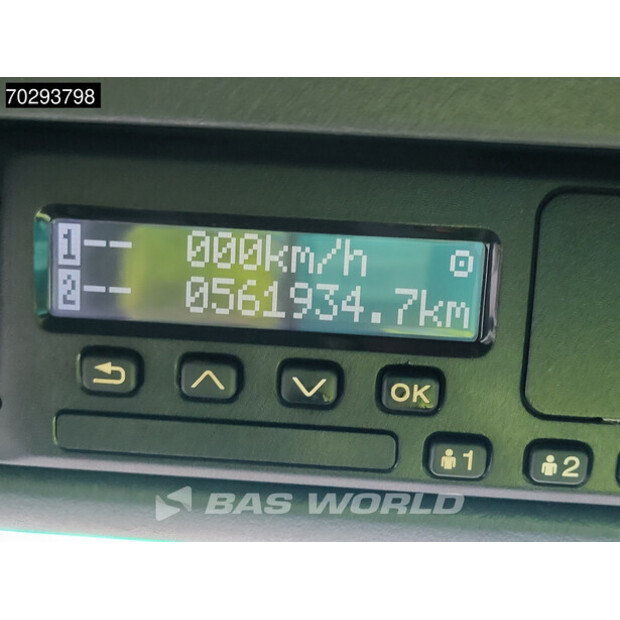 70293798
1-- 000km/h
2-- 0561934.7km
OK
1
2
BAS WORLD